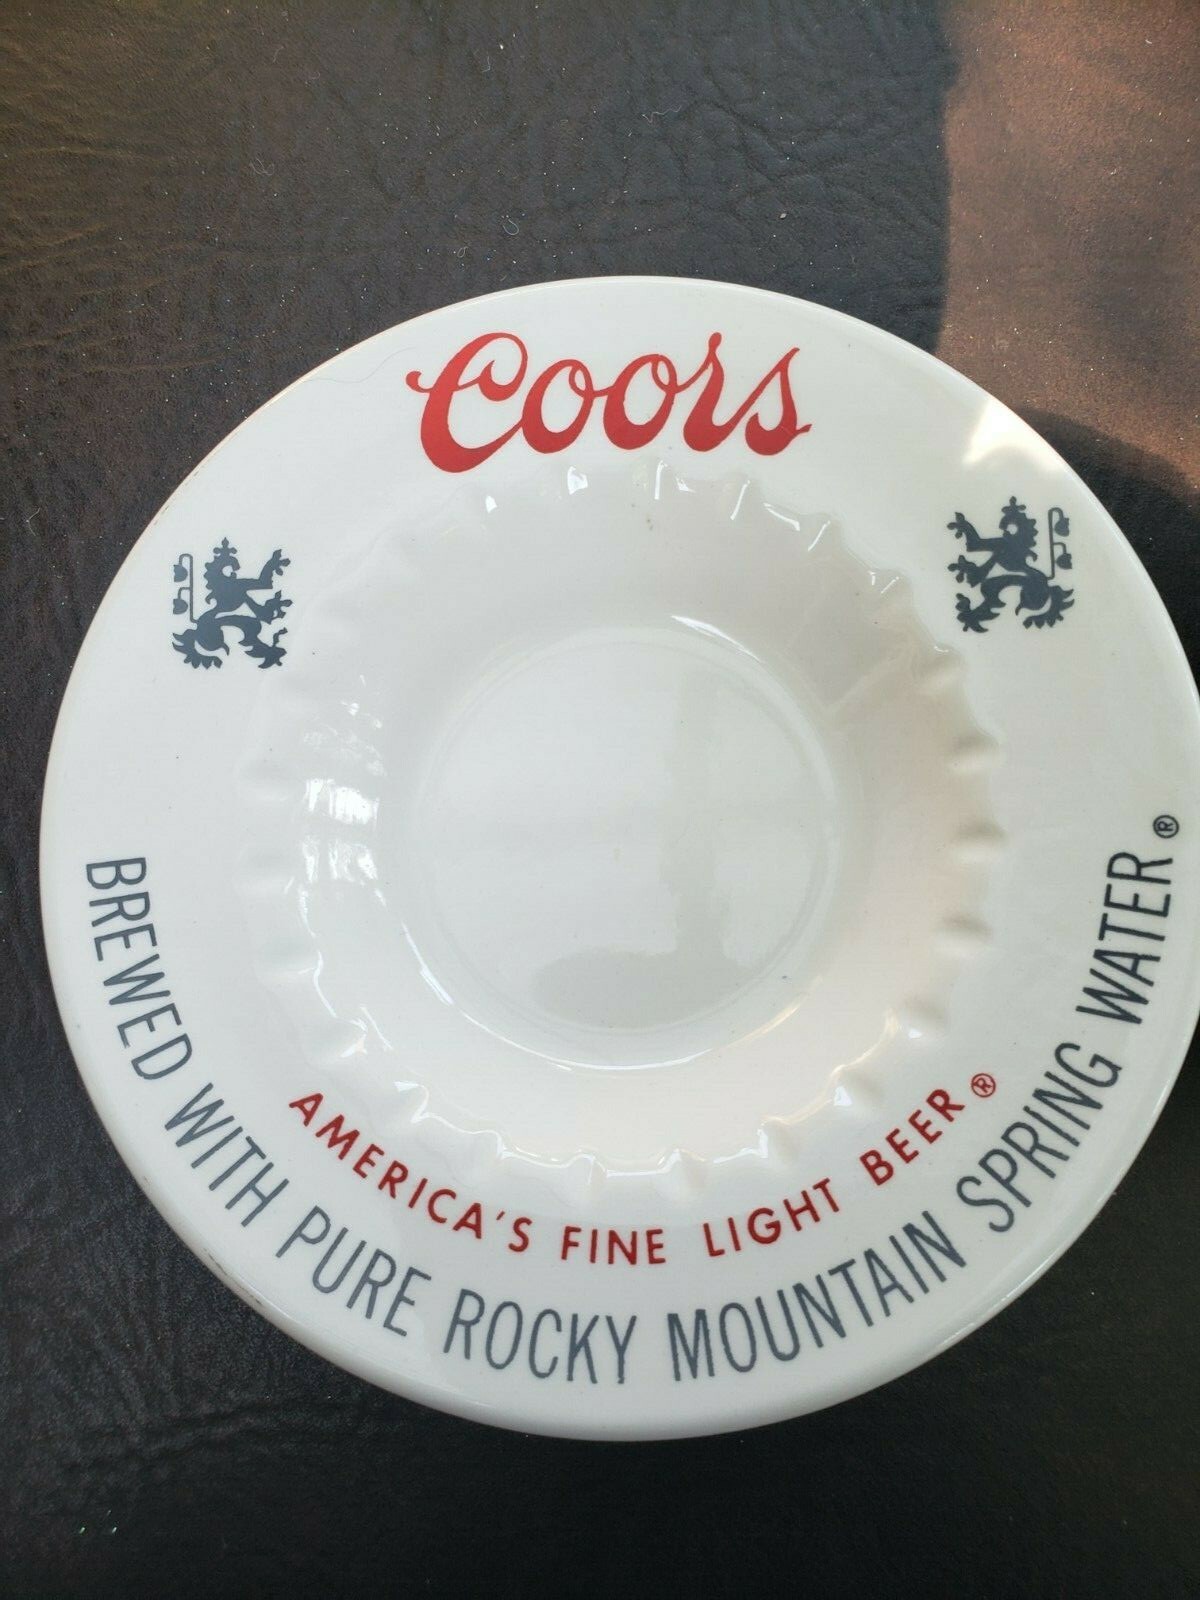 Coors
AMERICA'S FINE LIGHT BEER®
BREWED WITH PURE ROCKY MOUNTAIN SPRING WATER®